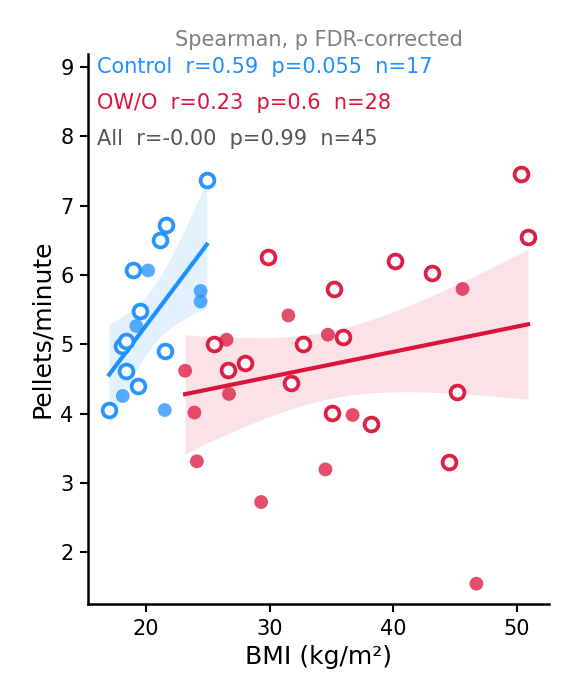 Spearman, p FDR-corrected
Control  r=0.59  p=0.055  n=17
OW/O  r=0.23  p=0.6  n=28
All  r=-0.00  p=0.99  n=45
9
8
7
6
5
4
3
2
Pellets/minute
20 30 40 50
BMI (kg/m²)